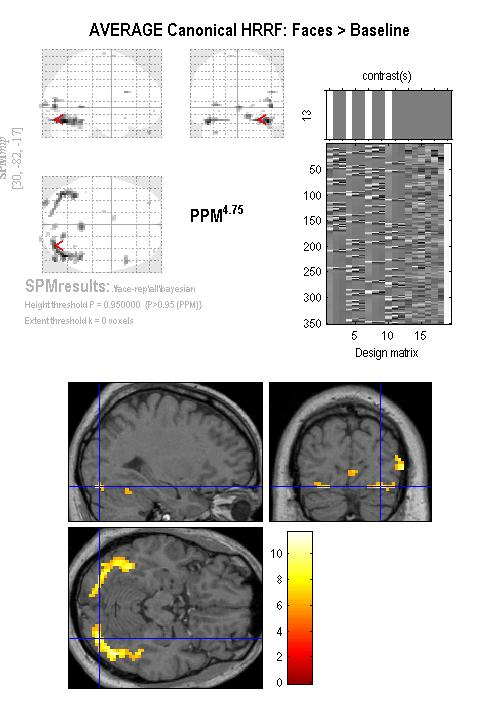 AVERAGE Canonical HRRF: Faces > Baseline
contrast(s)
13
SPMmip
[30, -82, -17]
PPM4.75
50
100
150
200
250
300
350
5 10 15
Design matrix
SPMresults: .\face-rep\all\bayesian
Height threshold P = 0.950000 {P>0.95 (PPM)}
Extent threshold k = 0 voxels
10
8
6
4
2
0